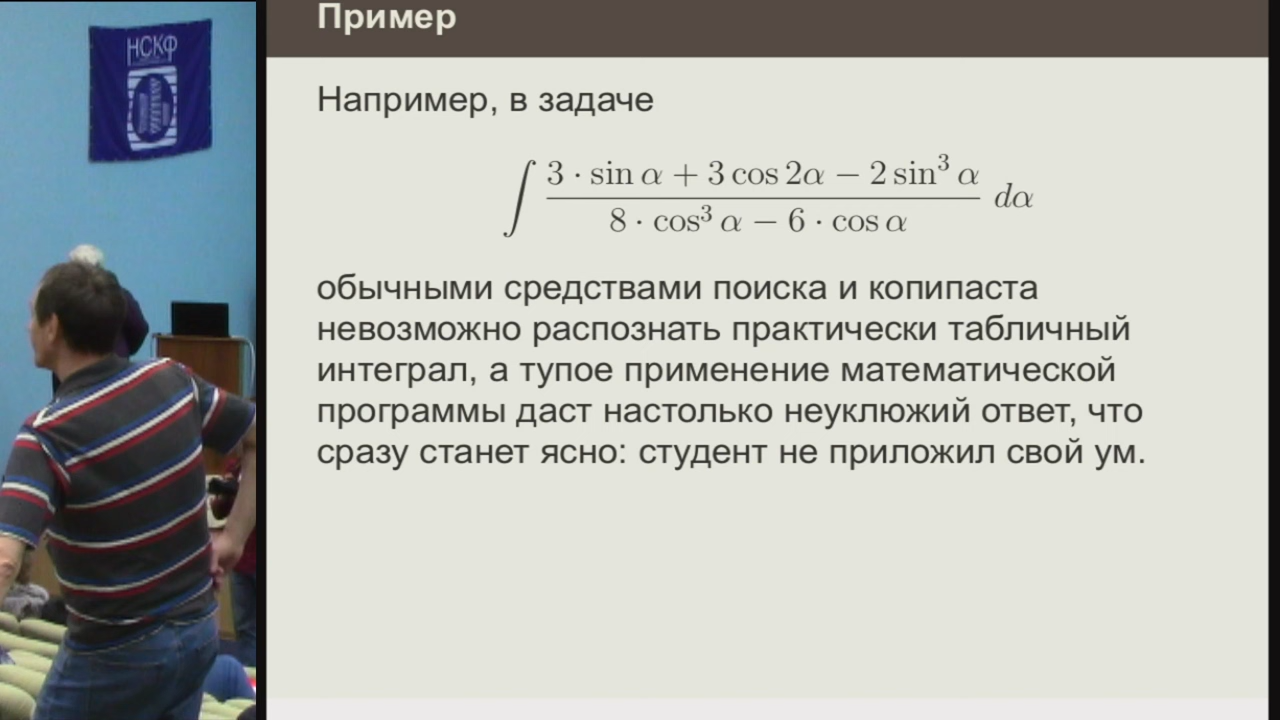 НСКФ
Пример
Например, в задаче
∫ (3 · sin α + 3 cos 2α − 2 sin³ α) / (8 · cos³ α − 6 · cos α) dα
обычными средствами поиска и копипаста
невозможно распознать практически табличный
интеграл, а тупое применение математической
программы даст настолько неуклюжий ответ, что
сразу станет ясно: студент не приложил свой ум.